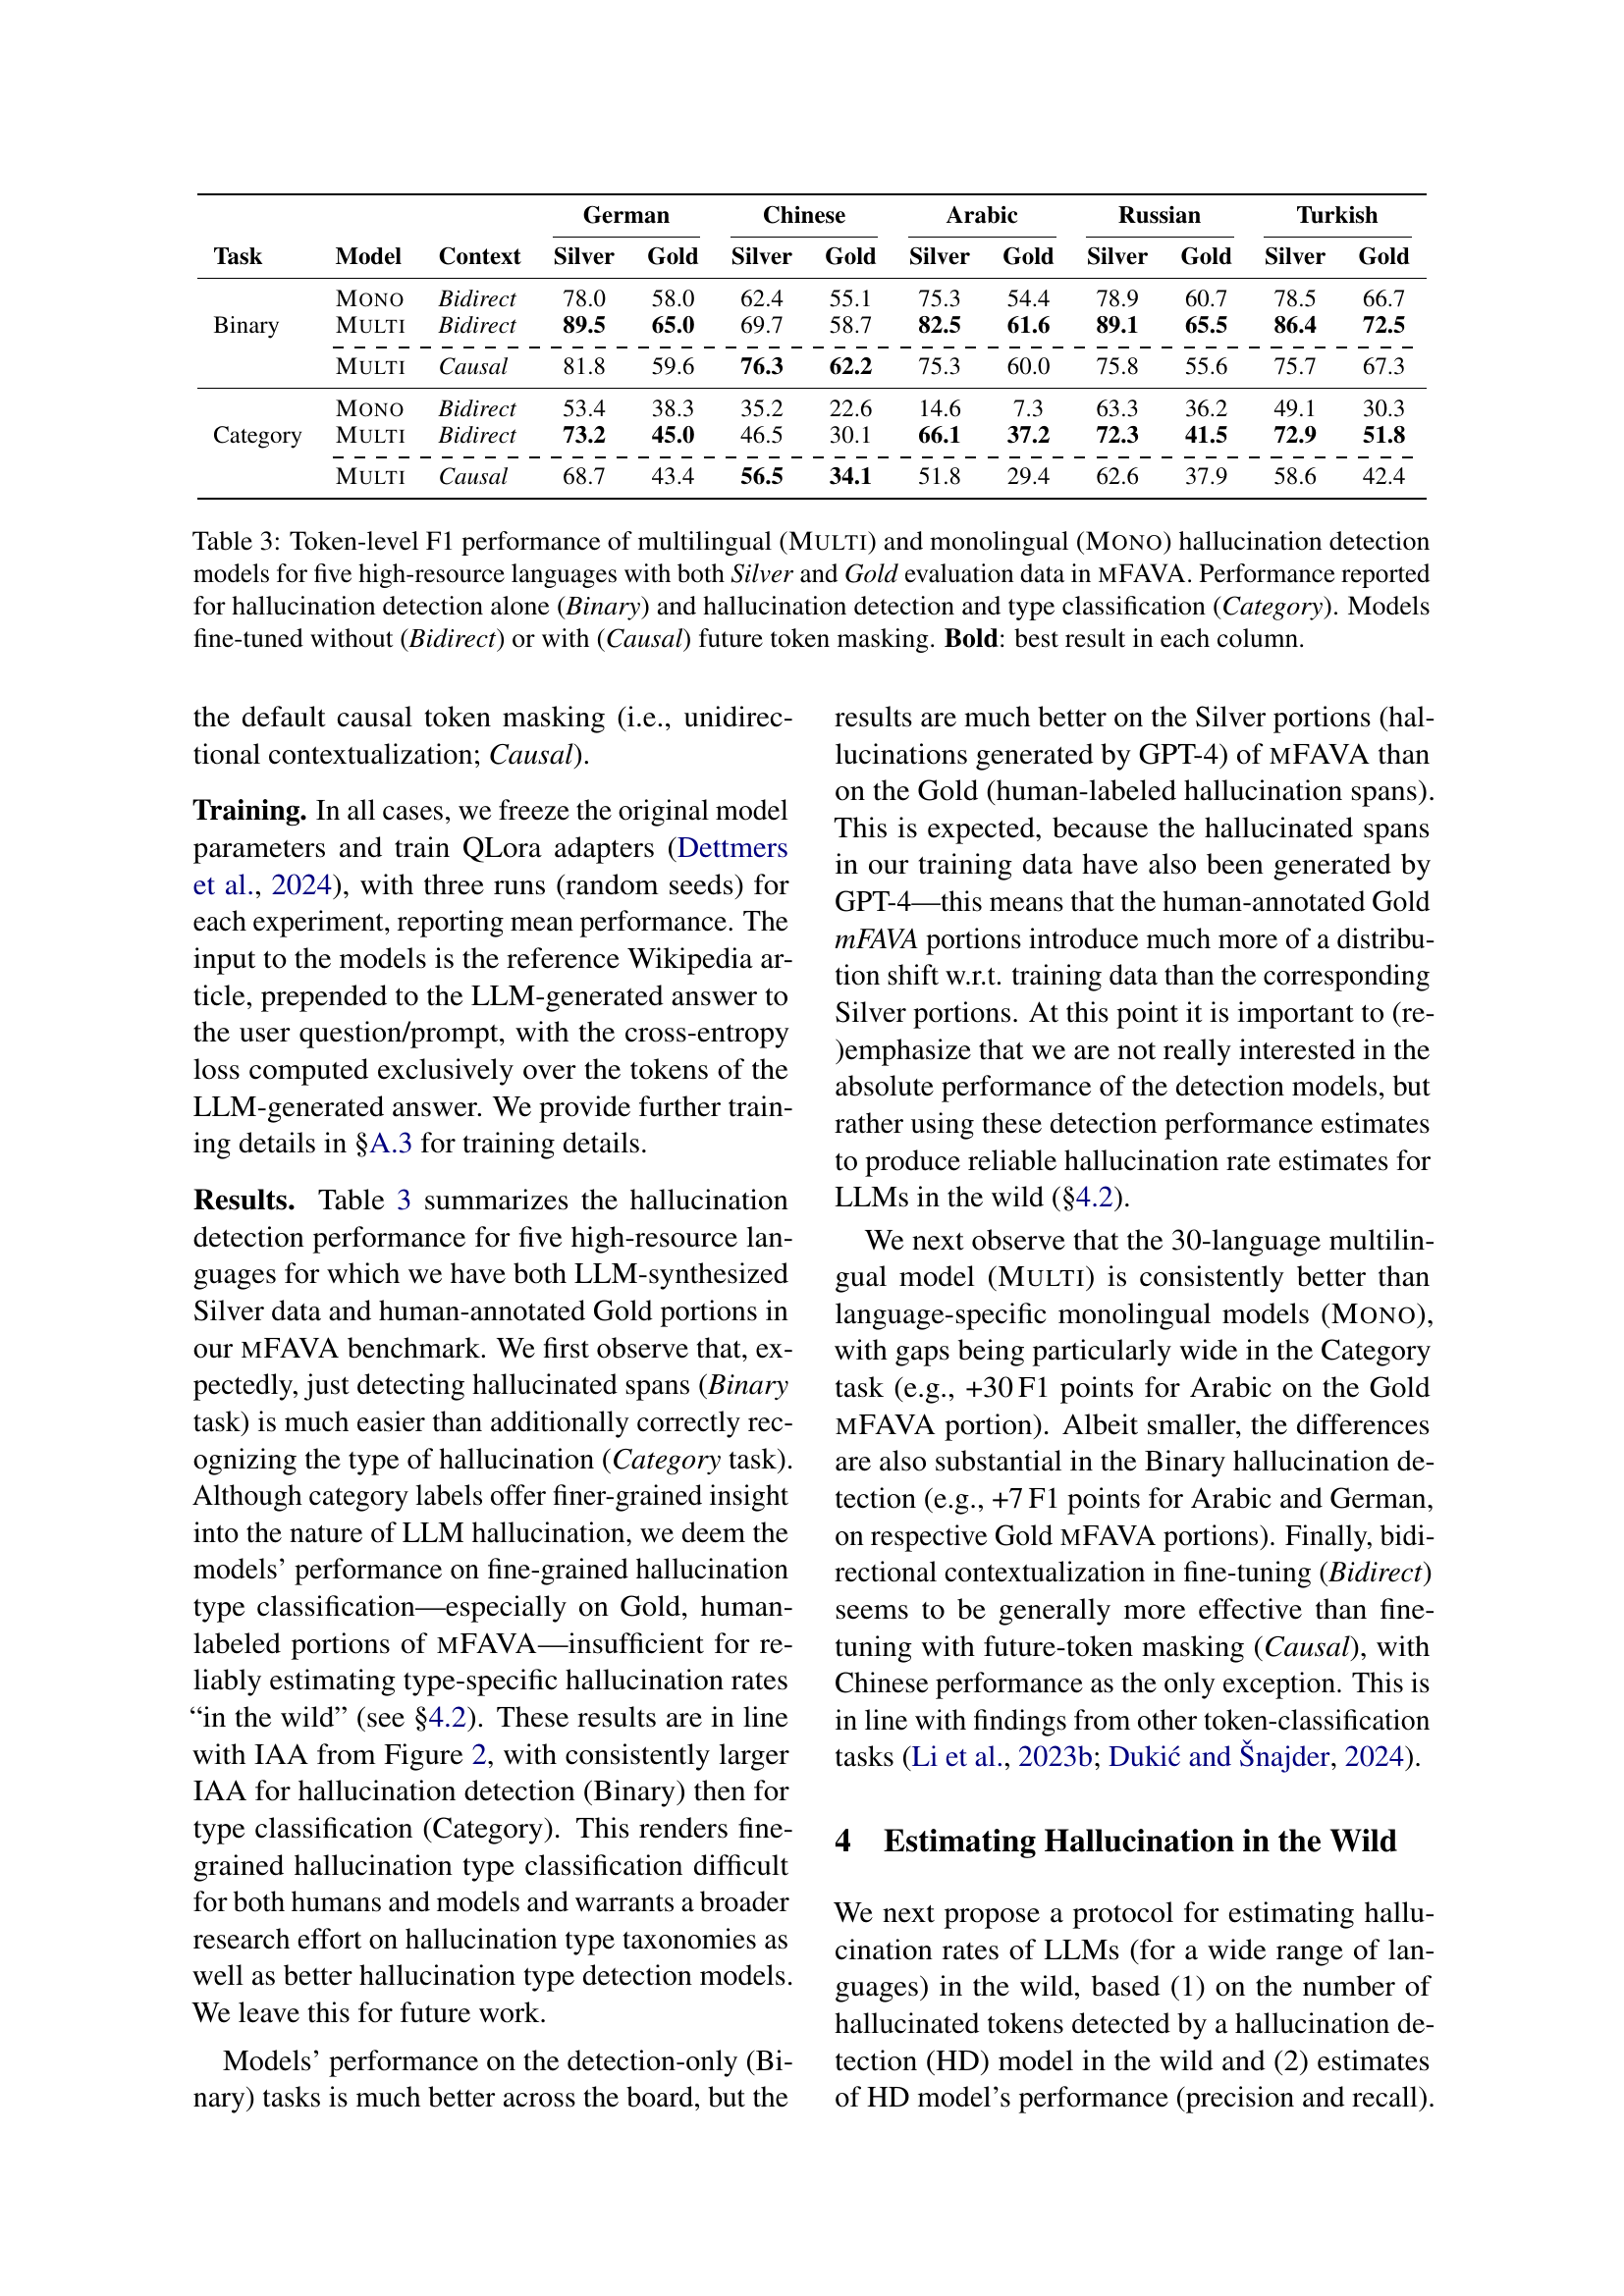 German Chinese Arabic Russian Turkish
Task Model Context Silver Gold Silver Gold Silver Gold Silver Gold Silver Gold
MONO Bidirect 78.0 58.0 62.4 55.1 75.3 54.4 78.9 60.7 78.5 66.7
Binary MULTI Bidirect 89.5 65.0 69.7 58.7 82.5 61.6 89.1 65.5 86.4 72.5
MULTI Causal 81.8 59.6 76.3 62.2 75.3 60.0 75.8 55.6 75.7 67.3
MONO Bidirect 53.4 38.3 35.2 22.6 14.6 7.3 63.3 36.2 49.1 30.3
Category MULTI Bidirect 73.2 45.0 46.5 30.1 66.1 37.2 72.3 41.5 72.9 51.8
MULTI Causal 68.7 43.4 56.5 34.1 51.8 29.4 62.6 37.9 58.6 42.4
Table 3: Token-level F1 performance of multilingual (MULTI) and monolingual (MONO) hallucination detection
models for five high-resource languages with both Silver and Gold evaluation data in MFAVA. Performance reported
for hallucination detection alone (Binary) and hallucination detection and type classification (Category). Models
fine-tuned without (Bidirect) or with (Causal) future token masking. Bold: best result in each column.
the default causal token masking (i.e., unidirec-
tional contextualization; Causal).
Training. In all cases, we freeze the original model
parameters and train QLora adapters (Dettmers
et al., 2024), with three runs (random seeds) for
each experiment, reporting mean performance. The
input to the models is the reference Wikipedia ar-
ticle, prepended to the LLM-generated answer to
the user question/prompt, with the cross-entropy
loss computed exclusively over the tokens of the
LLM-generated answer. We provide further train-
ing details in §A.3 for training details.
Results. Table 3 summarizes the hallucination
detection performance for five high-resource lan-
guages for which we have both LLM-synthesized
Silver data and human-annotated Gold portions in
our MFAVA benchmark. We first observe that, ex-
pectedly, just detecting hallucinated spans (Binary
task) is much easier than additionally correctly rec-
ognizing the type of hallucination (Category task).
Although category labels offer finer-grained insight
into the nature of LLM hallucination, we deem the
models' performance on fine-grained hallucination
type classification—especially on Gold, human-
labeled portions of MFAVA—insufficient for re-
liably estimating type-specific hallucination rates
“in the wild” (see §4.2). These results are in line
with IAA from Figure 2, with consistently larger
IAA for hallucination detection (Binary) then for
type classification (Category). This renders fine-
grained hallucination type classification difficult
for both humans and models and warrants a broader
research effort on hallucination type taxonomies as
well as better hallucination type detection models.
We leave this for future work.
Models' performance on the detection-only (Bi-
nary) tasks is much better across the board, but the
results are much better on the Silver portions (hal-
lucinations generated by GPT-4) of MFAVA than
on the Gold (human-labeled hallucination spans).
This is expected, because the hallucinated spans
in our training data have also been generated by
GPT-4—this means that the human-annotated Gold
mFAVA portions introduce much more of a distribu-
tion shift w.r.t. training data than the corresponding
Silver portions. At this point it is important to (re-
)emphasize that we are not really interested in the
absolute performance of the detection models, but
rather using these detection performance estimates
to produce reliable hallucination rate estimates for
LLMs in the wild (§4.2).
We next observe that the 30-language multilin-
gual model (MULTI) is consistently better than
language-specific monolingual models (MONO),
with gaps being particularly wide in the Category
task (e.g., +30 F1 points for Arabic on the Gold
MFAVA portion). Albeit smaller, the differences
are also substantial in the Binary hallucination de-
tection (e.g., +7 F1 points for Arabic and German,
on respective Gold MFAVA portions). Finally, bidi-
rectional contextualization in fine-tuning (Bidirect)
seems to be generally more effective than fine-
tuning with future-token masking (Causal), with
Chinese performance as the only exception. This is
in line with findings from other token-classification
tasks (Li et al., 2023b; Dukić and Šnajder, 2024).
4 Estimating Hallucination in the Wild
We next propose a protocol for estimating hallu-
cination rates of LLMs (for a wide range of lan-
guages) in the wild, based (1) on the number of
hallucinated tokens detected by a hallucination de-
tection (HD) model in the wild and (2) estimates
of HD model's performance (precision and recall).